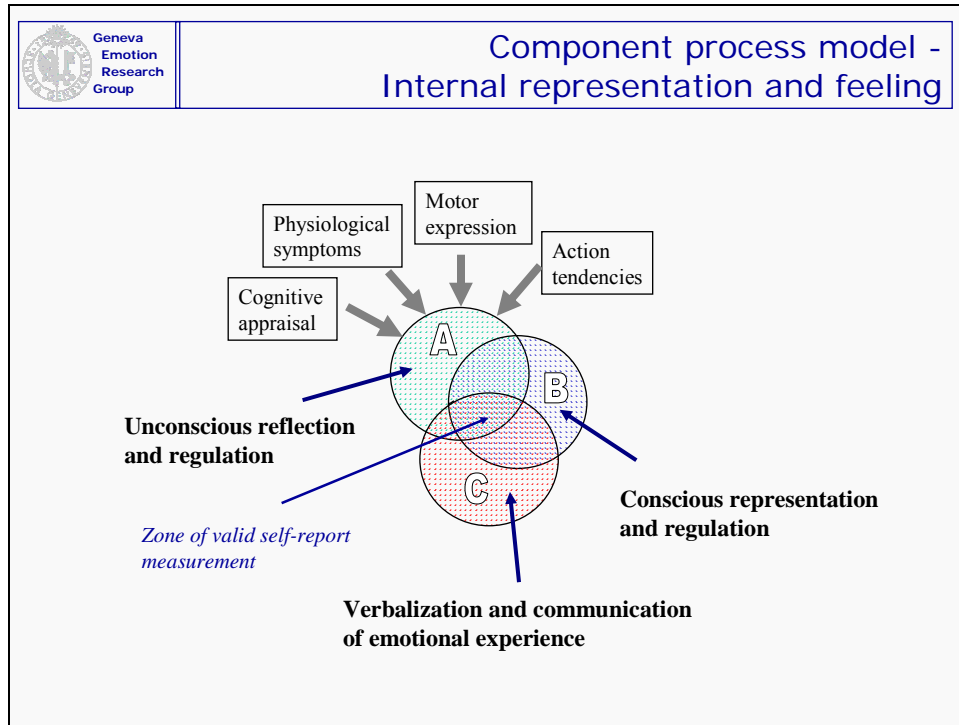 Geneva
Emotion
Research
Group
Component process model -
Internal representation and feeling
Motor
expression
Physiological
symptoms
Action
tendencies
Cognitive
appraisal
A
B
Unconscious reflection
and regulation
C
Conscious representation
and regulation
Zone of valid self-report
measurement
Verbalization and communication
of emotional experience